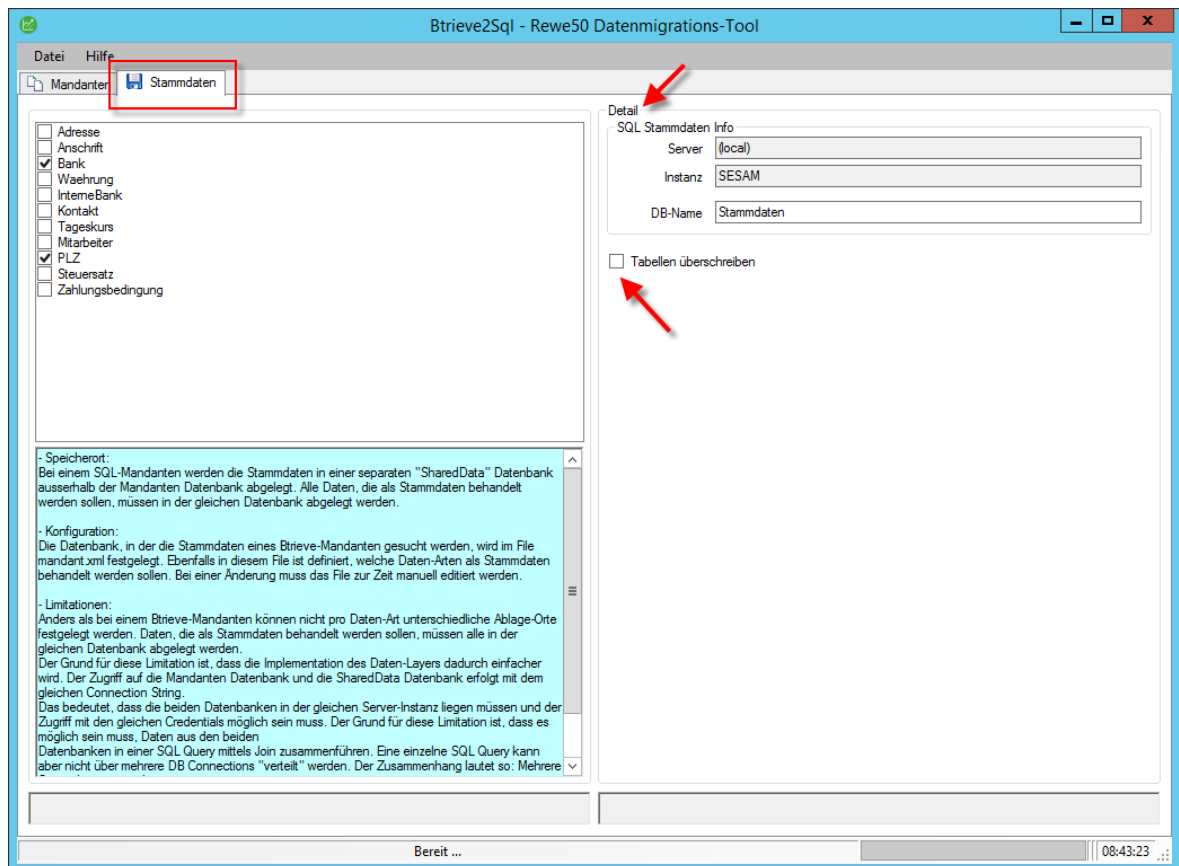 Btrieve2Sql - Rewe50 Datenmigrations-Tool
Datei Hilfe
Mandanten Stammdaten
Adresse
Anschrift
Bank
Waehrung
InterneBank
Kontakt
Tageskurs
Mitarbeiter
PLZ
Steuersatz
Zahlungsbedingung
- Speicherort:
Bei einem SQL-Mandanten werden die Stammdaten in einer separaten "SharedData" Datenbank
ausserhalb der Mandanten Datenbank abgelegt. Alle Daten, die als Stammdaten behandelt
werden sollen, müssen in der gleichen Datenbank abgelegt werden.
- Konfiguration:
Die Datenbank, in der die Stammdaten eines Btrieve-Mandanten gesucht werden, wird im File
mandant.xml festgelegt. Ebenfalls in diesem File ist definiert, welche Daten-Arten als Stammdaten
behandelt werden sollen. Bei einer Änderung muss das File zur Zeit manuell editiert werden.
- Limitationen:
Anders als bei einem Btrieve-Mandanten können nicht pro Daten-Art unterschiedliche Ablage-Orte
festgelegt werden. Daten, die als Stammdaten behandelt werden sollen, müssen alle in der
gleichen Datenbank abgelegt werden.
Der Grund für diese Limitation ist, dass die Implementation des Daten-Layers dadurch einfacher
wird. Der Zugriff auf die Mandanten Datenbank und die SharedData Datenbank erfolgt mit dem
gleichen Connection String.
Das bedeutet, dass die beiden Datenbanken in der gleichen Server-Instanz liegen müssen und der
Zugriff mit den gleichen Credentials möglich sein muss. Der Grund für diese Limitation ist, dass es
möglich sein muss, Daten aus den beiden
Datenbanken in einer SQL Query mittels Join zusammenführen. Eine einzelne SQL Query kann
aber nicht über mehrere DB Connections "verteilt" werden. Der Zusammenhang lautet so: Mehrere
Detail
SQL Stammdaten Info
Server (local)
Instanz SESAM
DB-Name Stammdaten
Tabellen überschreiben
Bereit ...
08:43:23